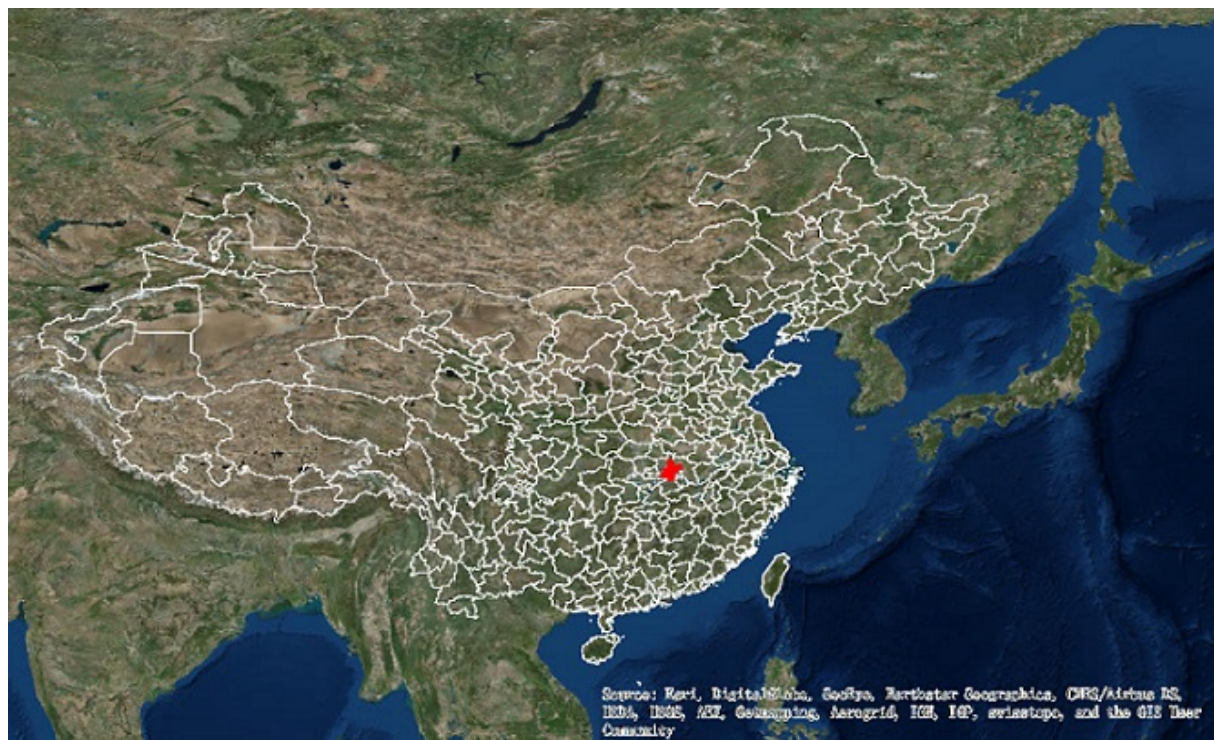 Source: Esri, DigitalGlobe, GeoEye, Earthstar Geographics, CNES/Airbus DS,
USDA, USGS, AEX, Getmapping, Aerogrid, IGN, IGP, swisstopo, and the GIS User
Community